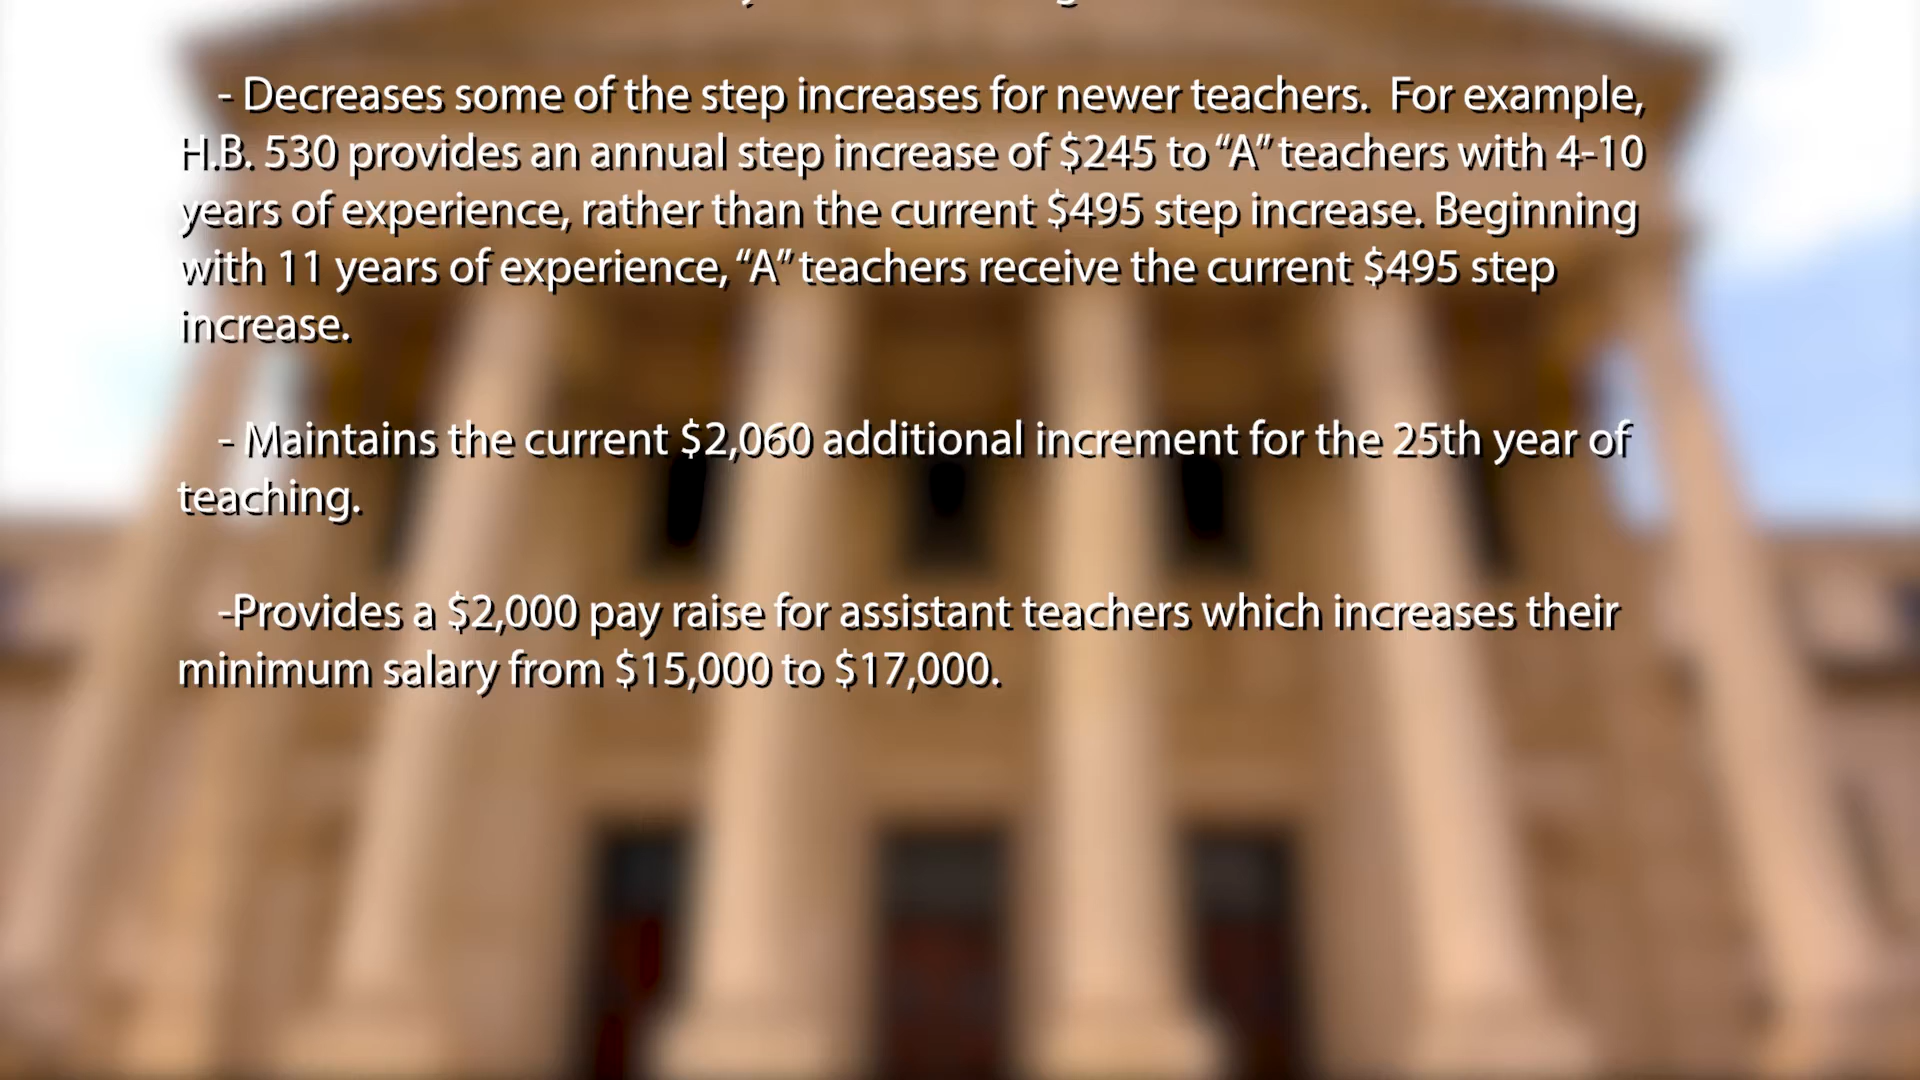 - Decreases some of the step increases for newer teachers.  For example,
H.B. 530 provides an annual step increase of $245 to “A” teachers with 4-10
years of experience, rather than the current $495 step increase. Beginning
with 11 years of experience, “A” teachers receive the current $495 step
increase.
- Maintains the current $2,060 additional increment for the 25th year of
teaching.
-Provides a $2,000 pay raise for assistant teachers which increases their
minimum salary from $15,000 to $17,000.